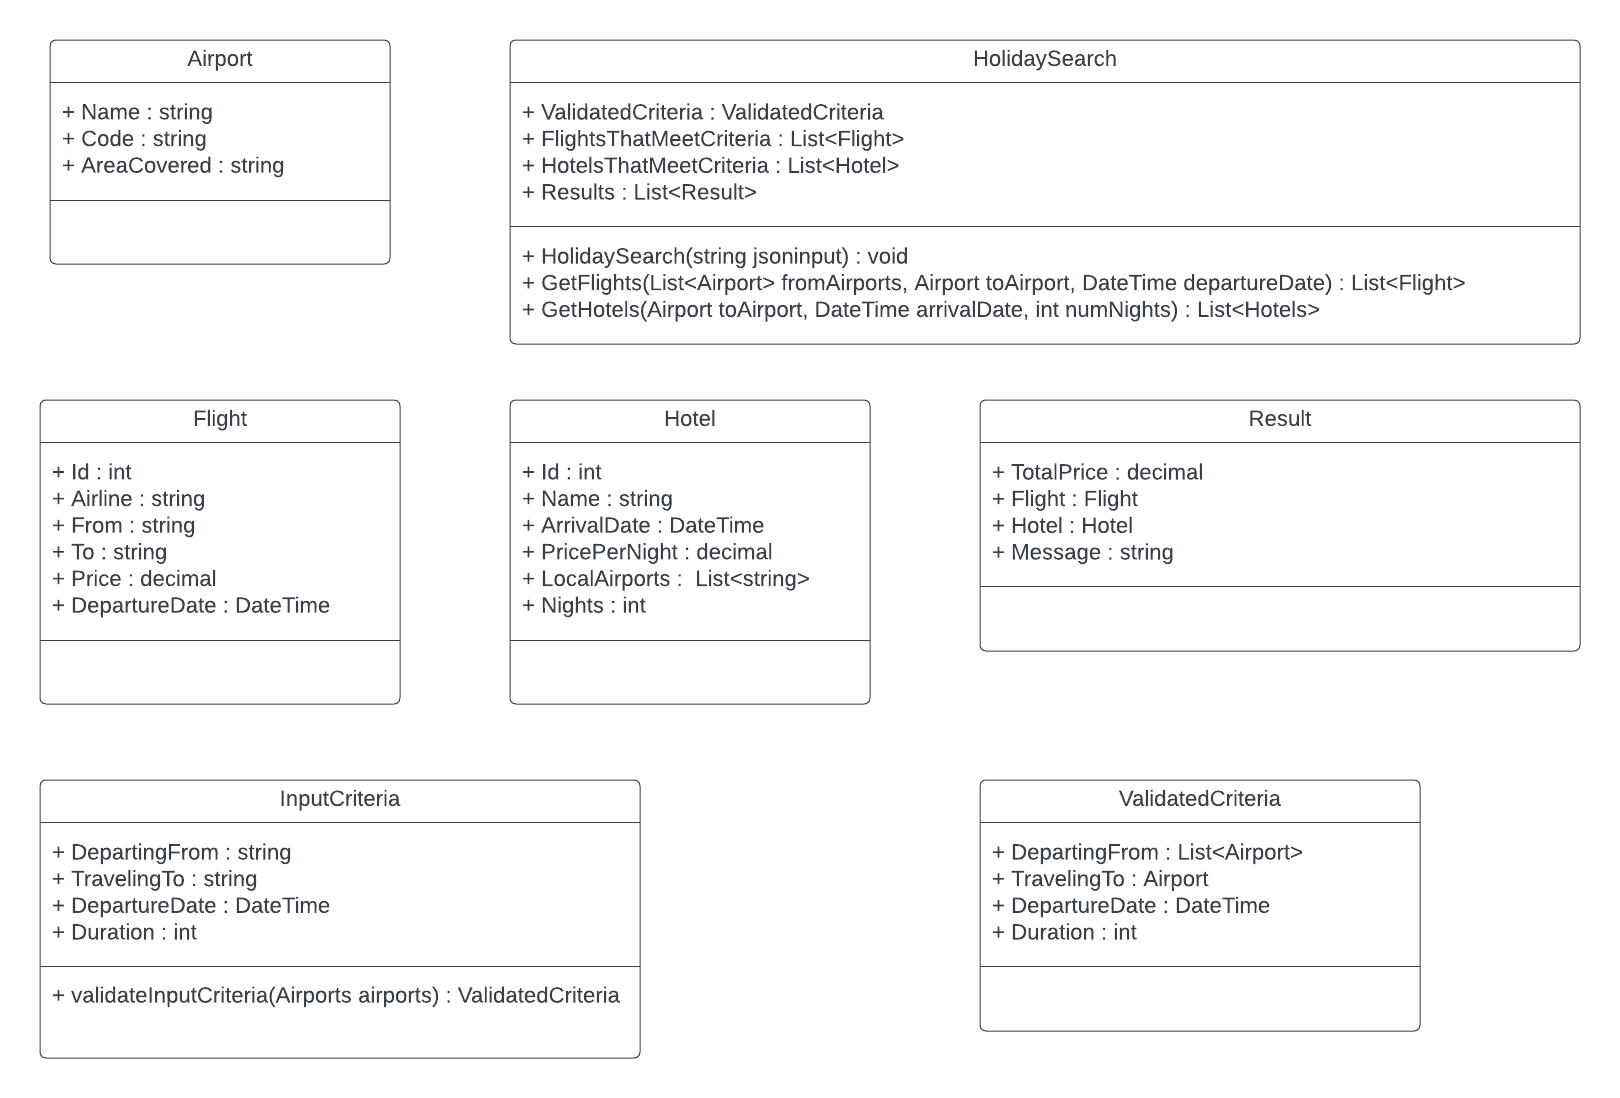 Airport
+ Name : string
+ Code : string
+ AreaCovered : string
HolidaySearch
+ ValidatedCriteria : ValidatedCriteria
+ FlightsThatMeetCriteria : List<Flight>
+ HotelsThatMeetCriteria : List<Hotel>
+ Results : List<Result>
+ HolidaySearch(string jsoninput) : void
+ GetFlights(List<Airport> fromAirports, Airport toAirport, DateTime departureDate) : List<Flight>
+ GetHotels(Airport toAirport, DateTime arrivalDate, int numNights) : List<Hotels>
Flight
+ Id : int
+ Airline : string
+ From : string
+ To : string
+ Price : decimal
+ DepartureDate : DateTime
Hotel
+ Id : int
+ Name : string
+ ArrivalDate : DateTime
+ PricePerNight : decimal
+ LocalAirports :  List<string>
+ Nights : int
Result
+ TotalPrice : decimal
+ Flight : Flight
+ Hotel : Hotel
+ Message : string
InputCriteria
+ DepartingFrom : string
+ TravelingTo : string
+ DepartureDate : DateTime
+ Duration : int
+ validateInputCriteria(Airports airports) : ValidatedCriteria
ValidatedCriteria
+ DepartingFrom : List<Airport>
+ TravelingTo : Airport
+ DepartureDate : DateTime
+ Duration : int